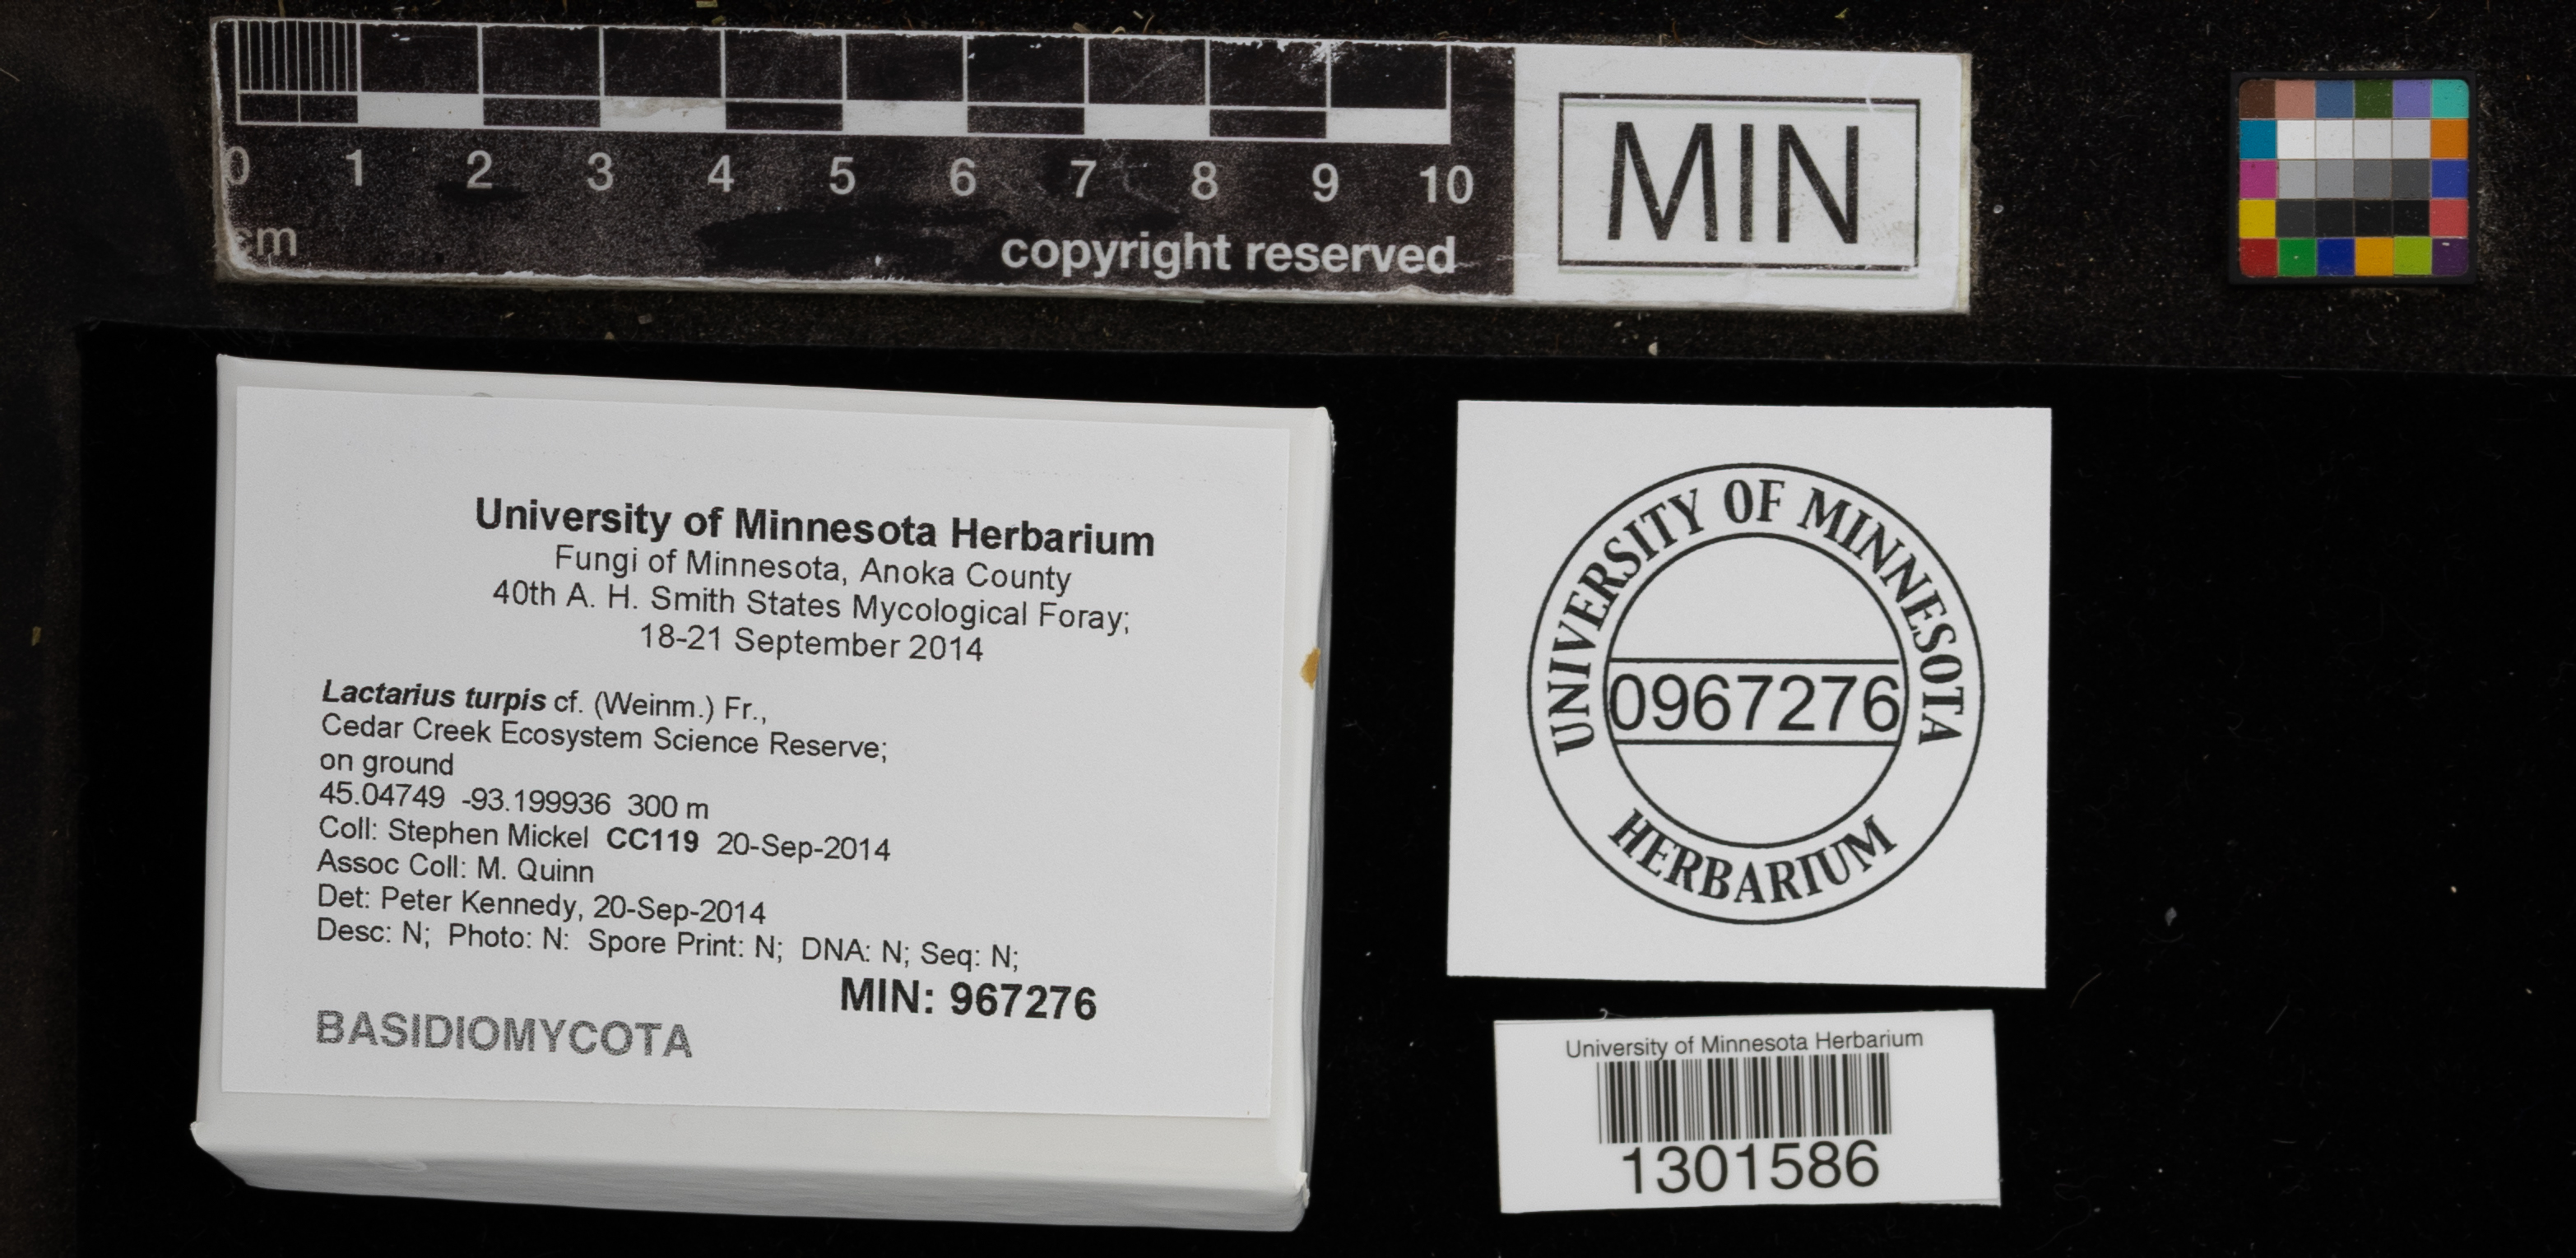 0 1 2 3 4 5 6 7 8 9 10
cm
copyright reserved
MIN
University of Minnesota Herbarium
Fungi of Minnesota, Anoka County
40th A. H. Smith States Mycological Foray;
18-21 September 2014
Lactarius turpis cf. (Weinm.) Fr.,
Cedar Creek Ecosystem Science Reserve;
on ground
45.04749 -93.199936 300 m
Coll: Stephen Mickel CC119 20-Sep-2014
Assoc Coll: M. Quinn
Det: Peter Kennedy, 20-Sep-2014
Desc: N; Photo: N: Spore Print: N; DNA: N; Seq: N;
MIN: 967276
BASIDIOMYCOTA
UNIVERSITY OF MINNESOTA
0967276
HERBARIUM
University of Minnesota Herbarium
1301586